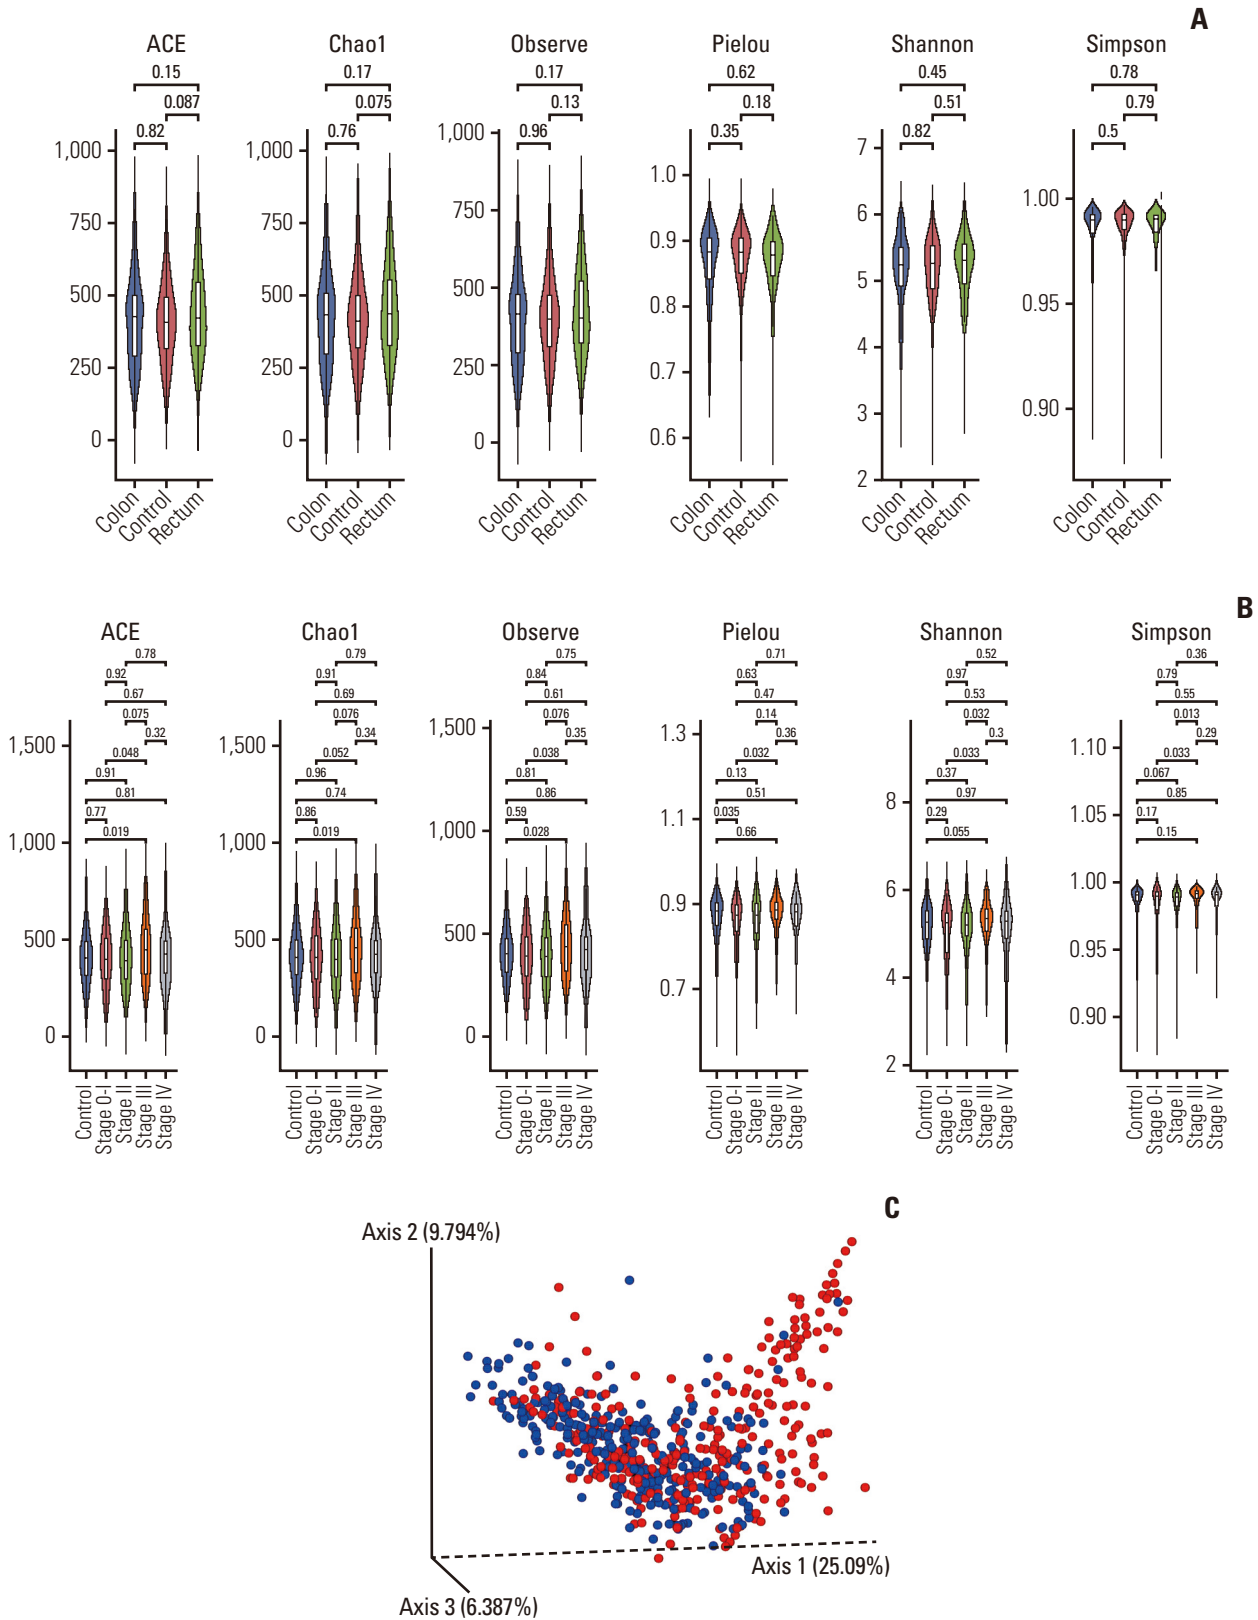 A
ACE Chao1 Observe Pielou Shannon Simpson
0.15 0.17 0.17 0.62 0.45 0.78
0.087 0.075 0.13 0.18 0.51 0.79
0.82 0.76 0.96 0.35 0.82 0.5
1,000 1,000 1,000 1.0 7 1.00
750 750 750 0.9 6 0.95
500 500 500 0.8 5 0.90
250 250 250 0.7 4
0 0 0 0.6 3
2
Colon Control Rectum Colon Control Rectum Colon Control Rectum Colon Control Rectum Colon Control Rectum Colon Control Rectum
B
ACE Chao1 Observe Pielou Shannon Simpson
0.78 0.79 0.75 0.71 0.52 0.36
0.92 0.91 0.84 0.63 0.97 0.79
0.67 0.69 0.61 0.47 0.53 0.55
0.075 0.076 0.076 0.14 0.032 0.013
0.32 0.34 0.35 0.36 0.3 0.29
0.048 0.052 0.038 0.032 0.033 0.033
0.91 0.96 0.81 0.13 0.37 0.067
0.81 0.74 0.86 0.51 0.97 0.85
0.77 0.86 0.59 0.035 0.29 0.17
0.019 0.019 0.028 0.66 0.055 0.15
1,500 1,500 1,500 1.3 8 1.10
1,000 1,000 1,000 1.1 6 1.05
500 500 500 0.9 4 1.00
0 0 0 0.7 2 0.95
0.90
Control Stage 0-I Stage II Stage III Stage IV Control Stage 0-I Stage II Stage III Stage IV Control Stage 0-I Stage II Stage III Stage IV Control Stage 0-I Stage II Stage III Stage IV Control Stage 0-I Stage II Stage III Stage IV Control Stage 0-I Stage II Stage III Stage IV
C
Axis 2 (9.794%)
Axis 1 (25.09%)
Axis 3 (6.387%)